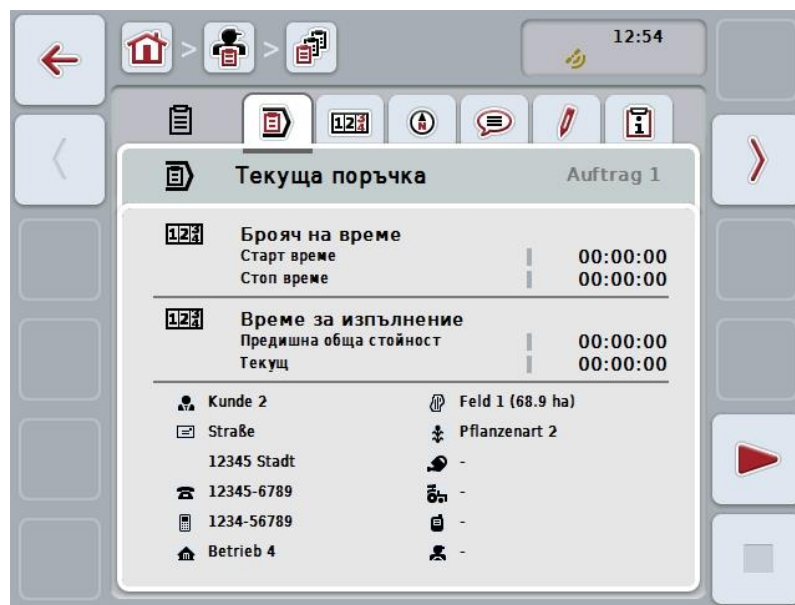 12:54
Текуща поръчка Auftrag 1
Брояч на време
Старт време 00:00:00
Стоп време 00:00:00
Време за изпълнение
Предишна обща стойност 00:00:00
Текущ 00:00:00
Kunde 2 Feld 1 (68.9 ha)
Straße Pflanzenart 2
12345 Stadt -
12345-6789 -
1234-56789 -
Betrieb 4 -